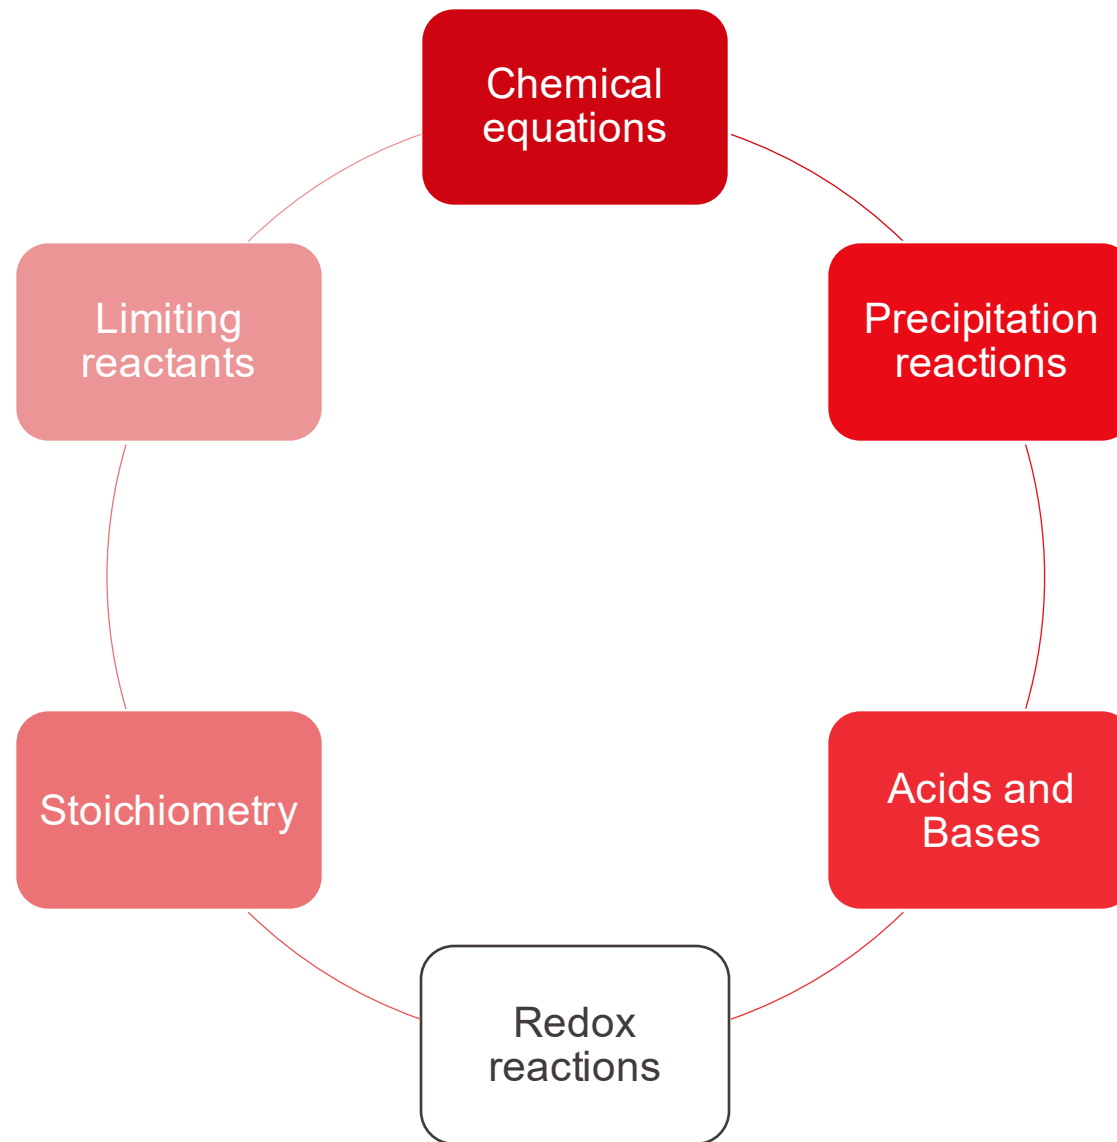 Chemical
equations
Precipitation
reactions
Acids and
Bases
Redox
reactions
Stoichiometry
Limiting
reactants